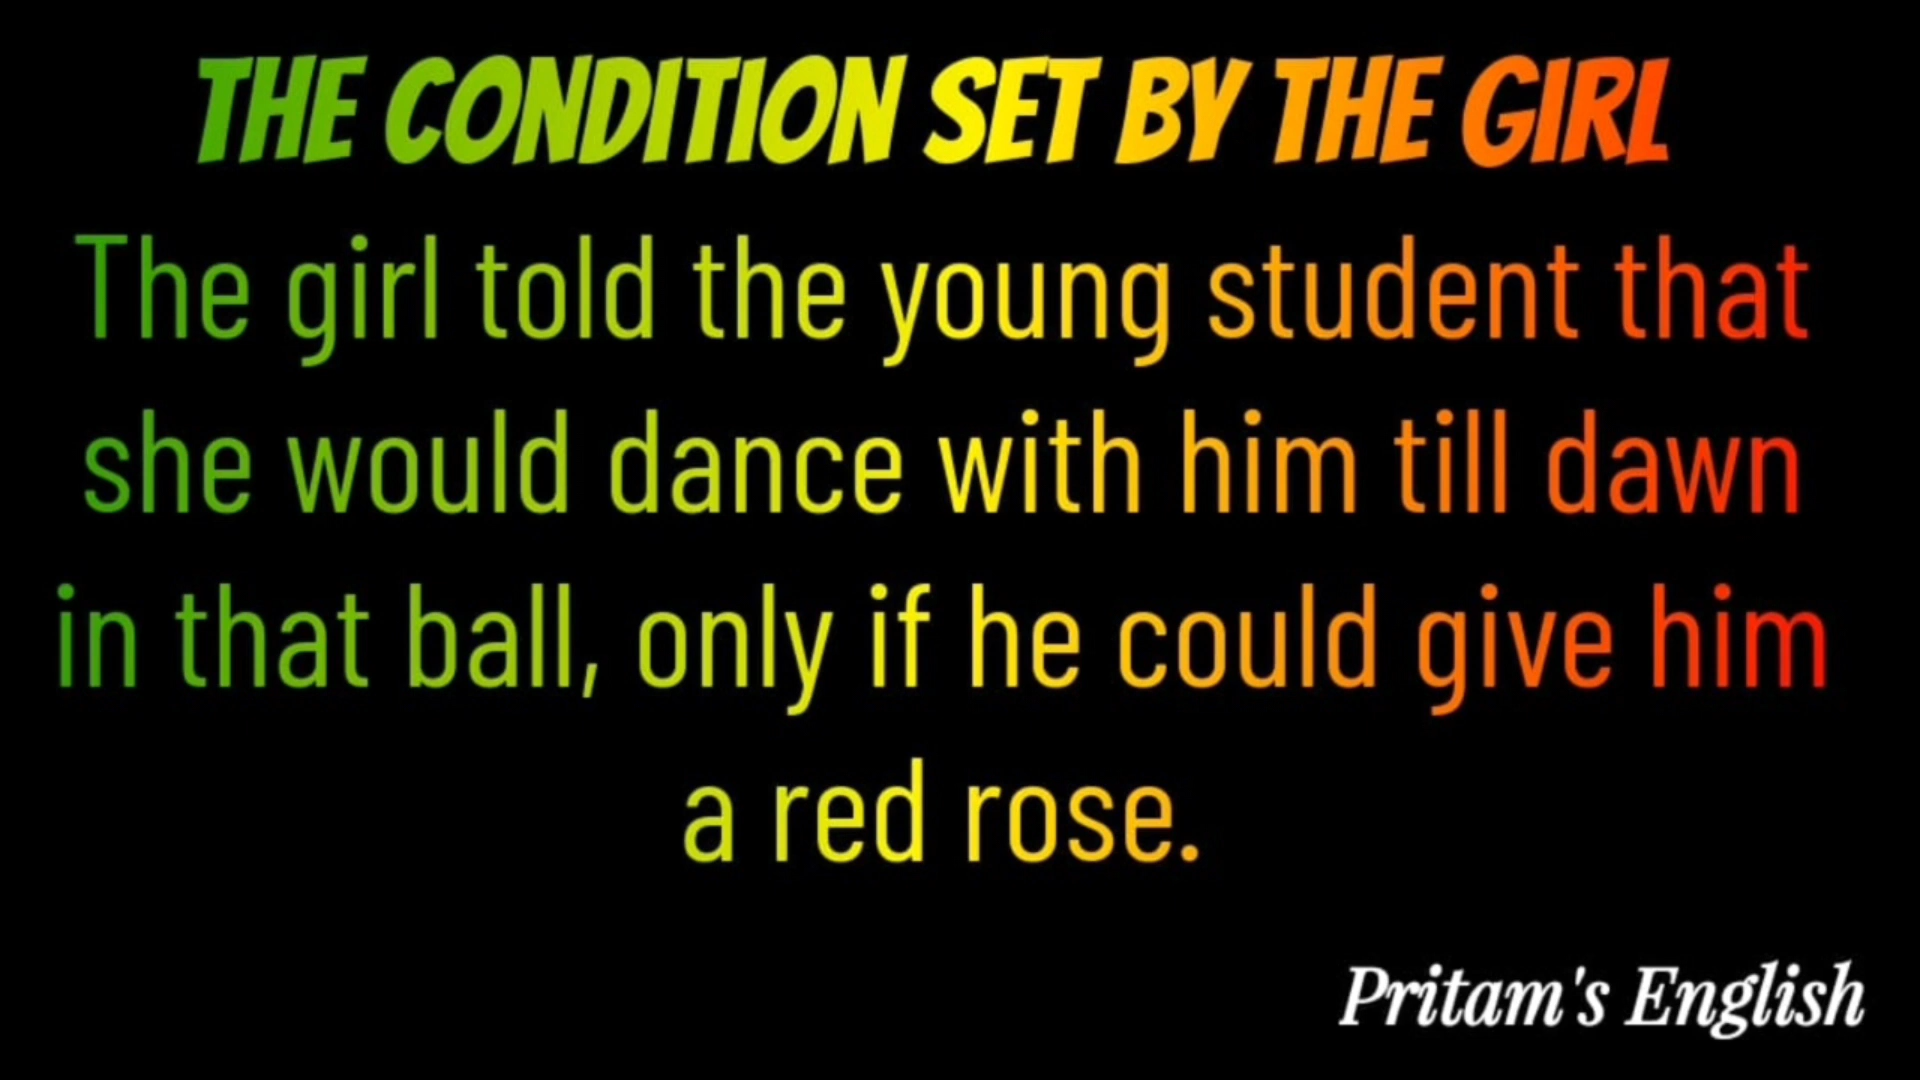 THE CONDITION SET BY THE GIRL
The girl told the young student that
she would dance with him till dawn
in that ball, only if he could give him
a red rose.
Pritam's English